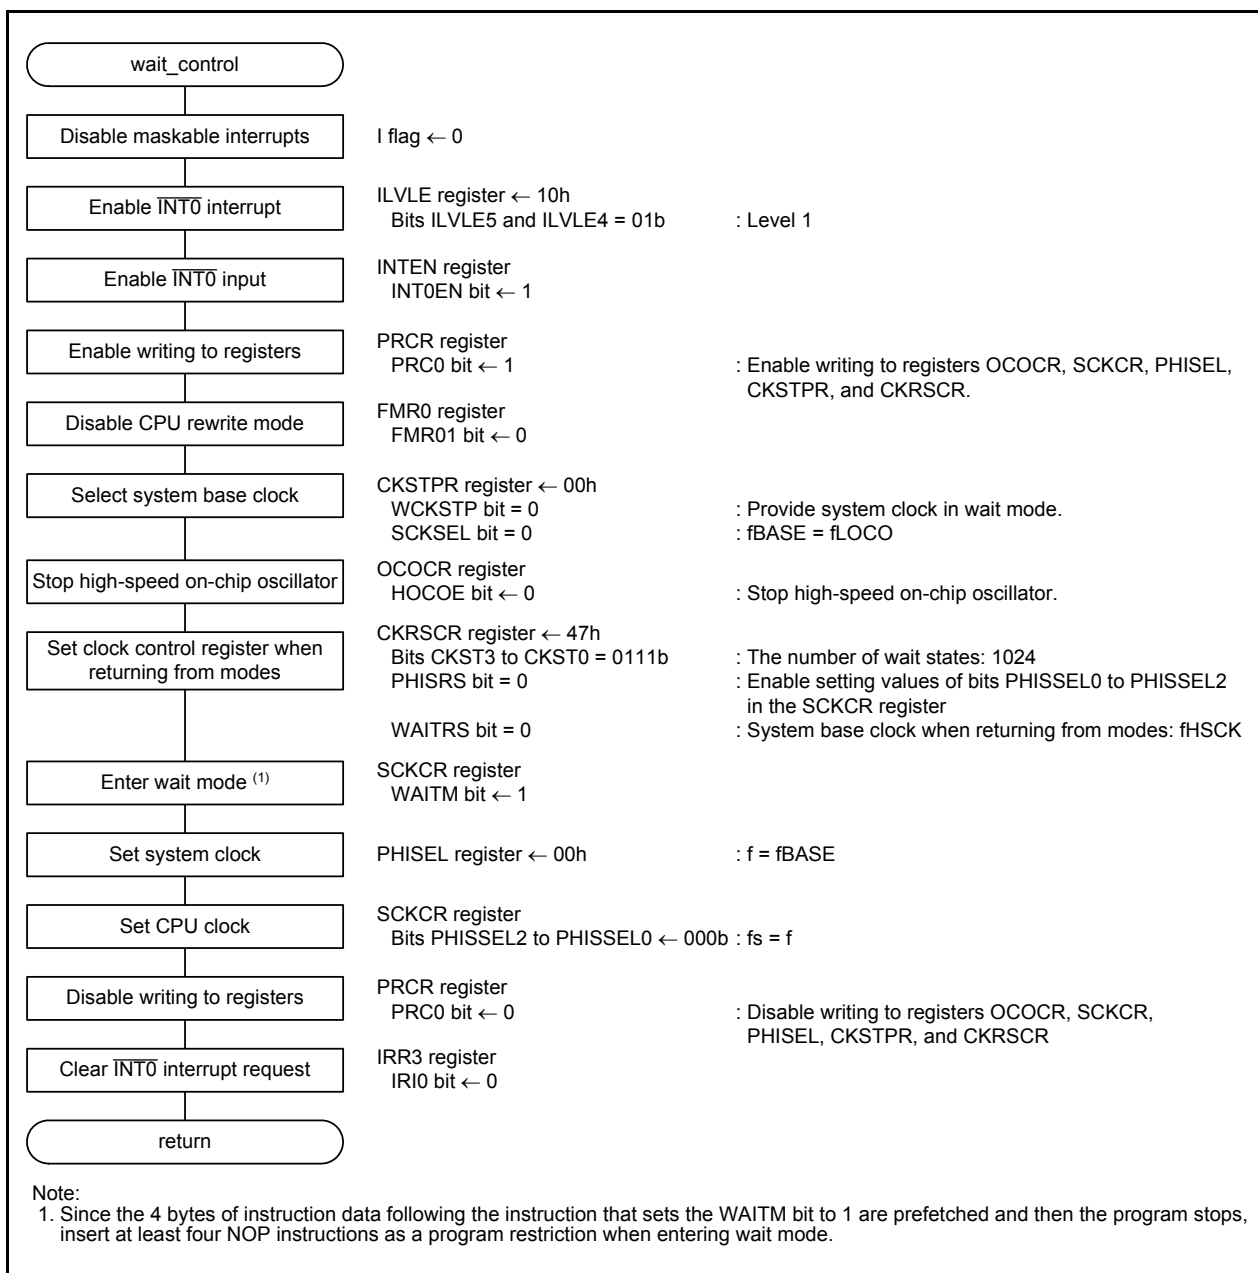 wait_control
Disable maskable interrupts
I flag ← 0
Enable INT0 interrupt
ILVLE register ← 10h
Bits ILVLE5 and ILVLE4 = 01b : Level 1
Enable INT0 input
INTEN register
INT0EN bit ← 1
Enable writing to registers
PRCR register
PRC0 bit ← 1 : Enable writing to registers OCOCR, SCKCR, PHISEL,
CKSTPR, and CKRSCR.
Disable CPU rewrite mode
FMR0 register
FMR01 bit ← 0
Select system base clock
CKSTPR register ← 00h
WCKSTP bit = 0 : Provide system clock in wait mode.
SCKSEL bit = 0 : fBASE = fLOCO
Stop high-speed on-chip oscillator
OCOCR register
HOCOE bit ← 0 : Stop high-speed on-chip oscillator.
Set clock control register when
returning from modes
CKRSCR register ← 47h
Bits CKST3 to CKST0 = 0111b : The number of wait states: 1024
PHISRS bit = 0 : Enable setting values of bits PHISSEL0 to PHISSEL2
in the SCKCR register
WAITRS bit = 0 : System base clock when returning from modes: fHSCK
Enter wait mode (1)
SCKCR register
WAITM bit ← 1
Set system clock
PHISEL register ← 00h : f = fBASE
Set CPU clock
SCKCR register
Bits PHISSEL2 to PHISSEL0 ← 000b : fs = f
Disable writing to registers
PRCR register
PRC0 bit ← 0 : Disable writing to registers OCOCR, SCKCR,
PHISEL, CKSTPR, and CKRSCR
Clear INT0 interrupt request
IRR3 register
IRI0 bit ← 0
return
Note:
1. Since the 4 bytes of instruction data following the instruction that sets the WAITM bit to 1 are prefetched and then the program stops,
insert at least four NOP instructions as a program restriction when entering wait mode.